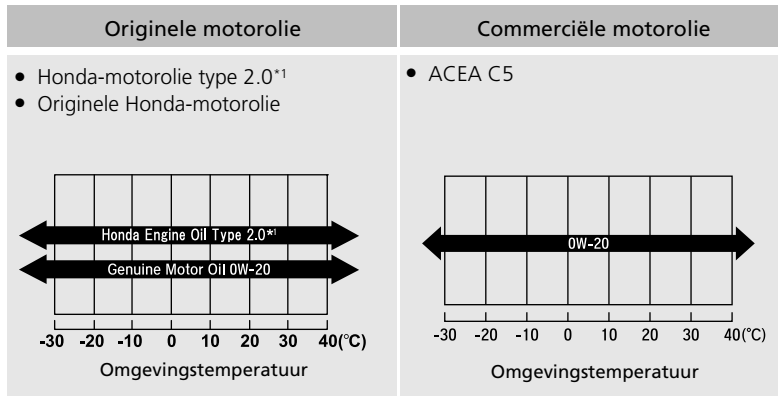 Originele motorolie
Commerciële motorolie
• Honda-motorolie type 2.0*1
• Originele Honda-motorolie
Honda Engine Oil Type 2.0*1
Genuine Motor Oil 0W-20
-30 -20 -10 0 10 20 30 40(°C)
Omgevingstemperatuur
• ACEA C5
0W-20
-30 -20 -10 0 10 20 30 40(°C)
Omgevingstemperatuur